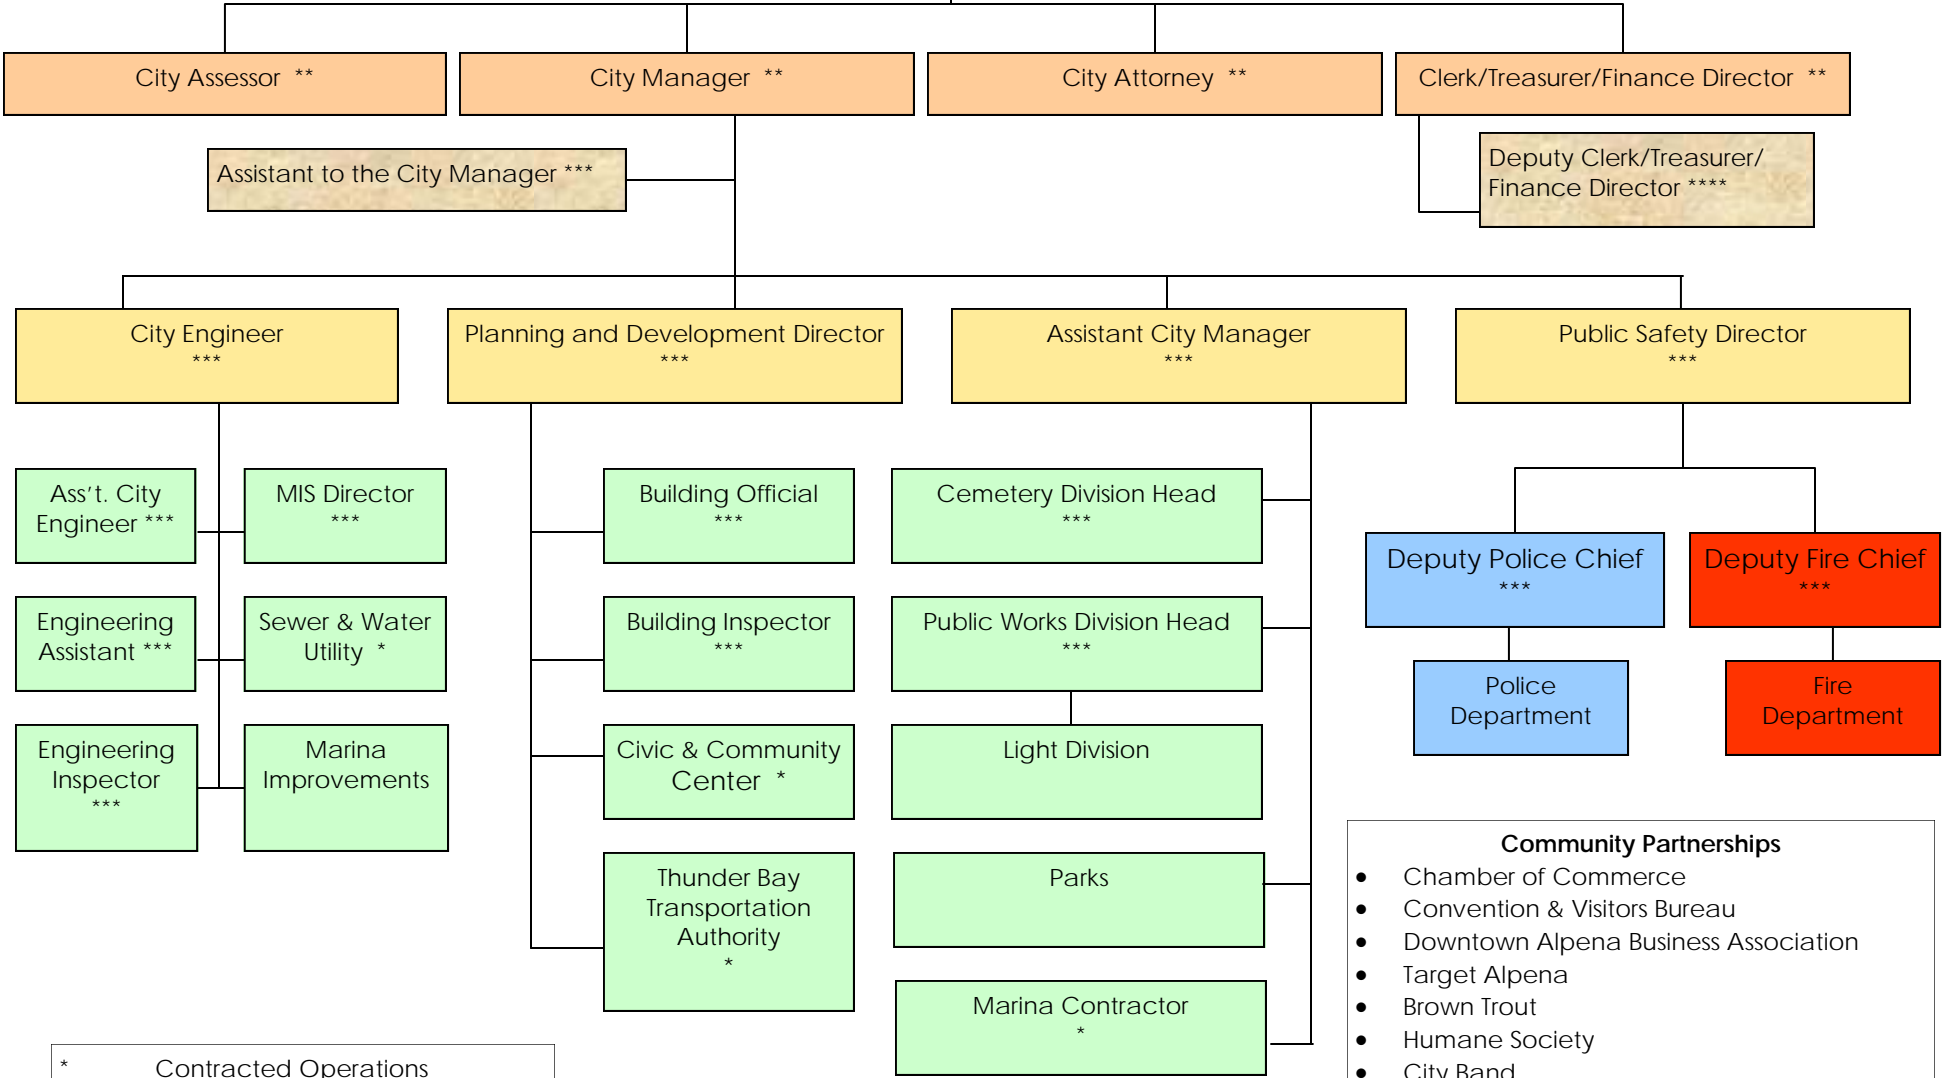 City Assessor **
City Manager **
City Attorney **
Clerk/Treasurer/Finance Director **
Assistant to the City Manager ***
Deputy Clerk/Treasurer/
Finance Director ****
City Engineer
***
Planning and Development Director
***
Assistant City Manager
***
Public Safety Director
***
Ass't. City
Engineer ***
MIS Director
***
Engineering
Assistant ***
Sewer & Water
Utility *
Engineering
Inspector
***
Marina
Improvements
Building Official
***
Building Inspector
***
Civic & Community
Center *
Thunder Bay
Transportation
Authority
*
Cemetery Division Head
***
Public Works Division Head
***
Light Division
Parks
Marina Contractor
*
Deputy Police Chief
***
Police
Department
Deputy Fire Chief
***
Fire
Department
Community Partnerships
• Chamber of Commerce
• Convention & Visitors Bureau
• Downtown Alpena Business Association
• Target Alpena
• Brown Trout
• Humane Society
• City Band
* Contracted Operations